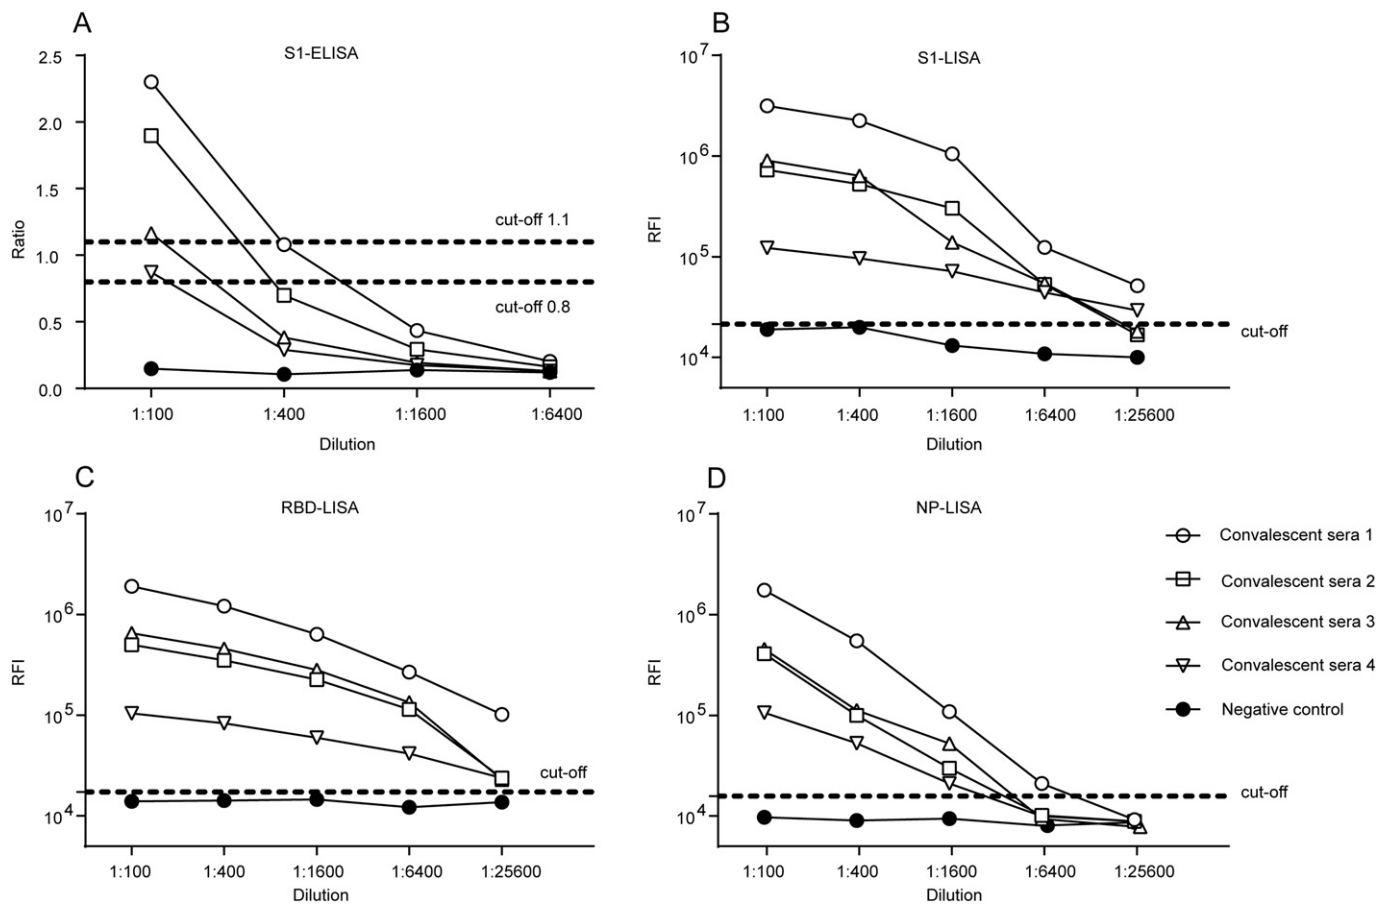 A
S1-ELISA
2.5
2.0
1.5
1.0
0.5
0.0
Ratio
cut-off 1.1
cut-off 0.8
1::100
1:400
1::1600
1:6400
Dilution
B
S1-LISA
10^7
10^6
10^5
10^4
RFI
cut-off
1::100
1:400
1::1600
1:6400
1:25600
Dilution
C
RBD-LISA
10^7
10^6
10^5
10^4
RFI
cut-off
1::100
1:400
1::1600
1:6400
1:25600
Dilution
D
NP-LISA
10^7
10^6
10^5
10^4
RFI
cut-off
1::100
1:400
1::1600
1:6400
1:25600
Dilution
Convalescent sera 1
Convalescent sera 2
Convalescent sera 3
Convalescent sera 4
Negative control